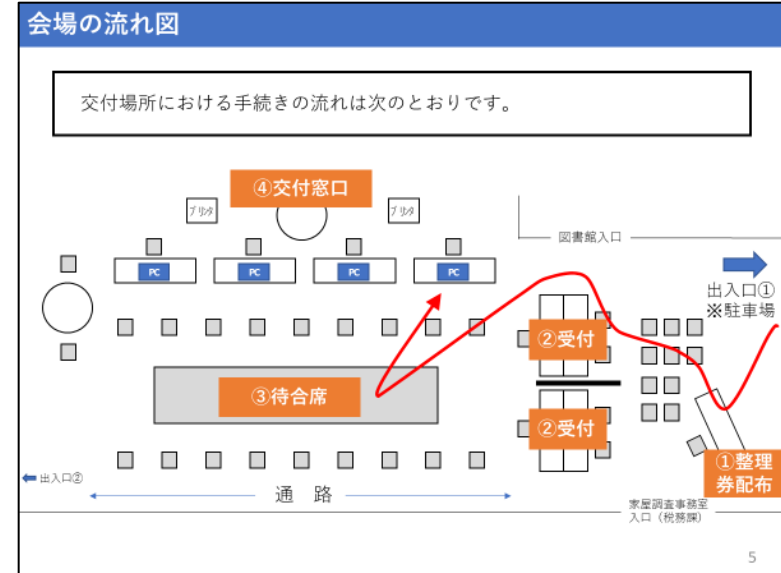 会場の流れ図
交付場所における手続きの流れは次のとおりです。
④交付窓口
プリンタ
プリンタ
図書館入口
PC
PC
PC
PC
出入口①
※駐車場
②受付
③待合席
②受付
①整理
券配布
出入口②
通 路
家屋調査事務室
入口（税務課）
5